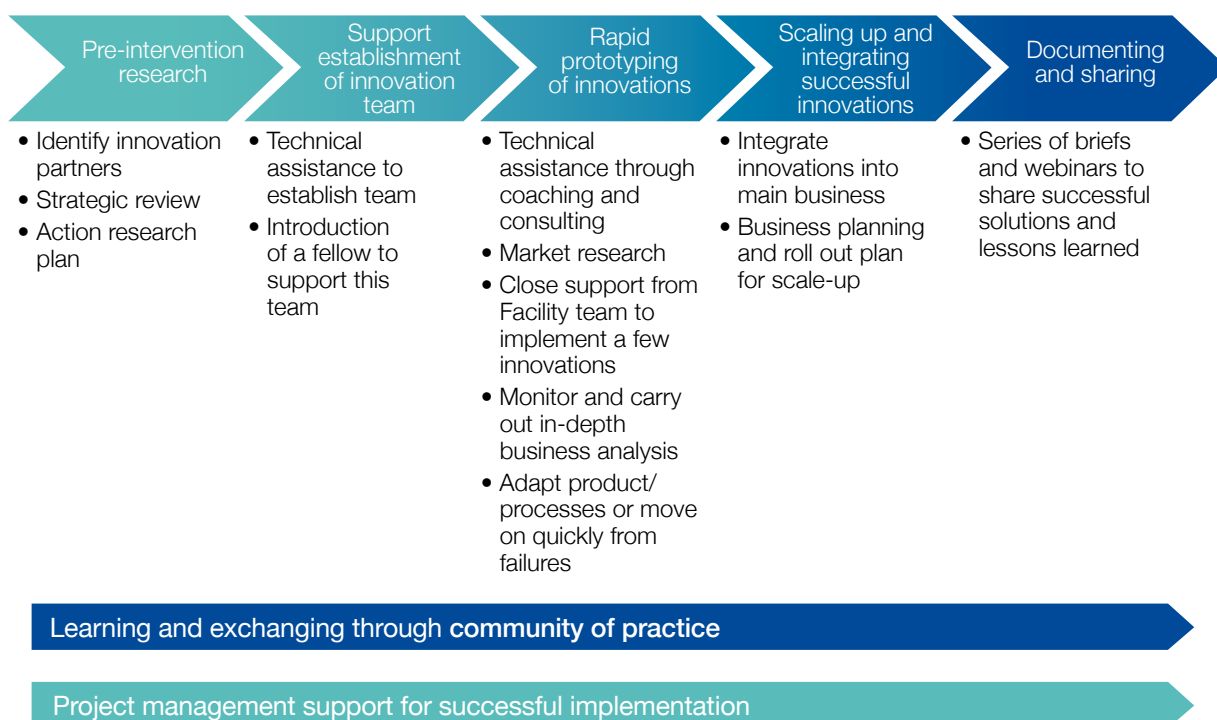 Pre-intervention
research
Support
establishment
of innovation
team
Rapid
prototyping
of innovations
Scaling up and
integrating
successful
innovations
Documenting
and sharing
• Identify innovation
partners
• Strategic review
• Action research
plan
• Technical
assistance to
establish team
• Introduction
of a fellow to
support this
team
• Technical
assistance through
coaching and
consulting
• Market research
• Close support from
Facility team to
implement a few
innovations
• Monitor and carry
out in-depth
business analysis
• Adapt product/
processes or move
on quickly from
failures
• Integrate
innovations into
main business
• Business planning
and roll out plan
for scale-up
• Series of briefs
and webinars to
share successful
solutions and
lessons learned
Learning and exchanging through community of practice
Project management support for successful implementation